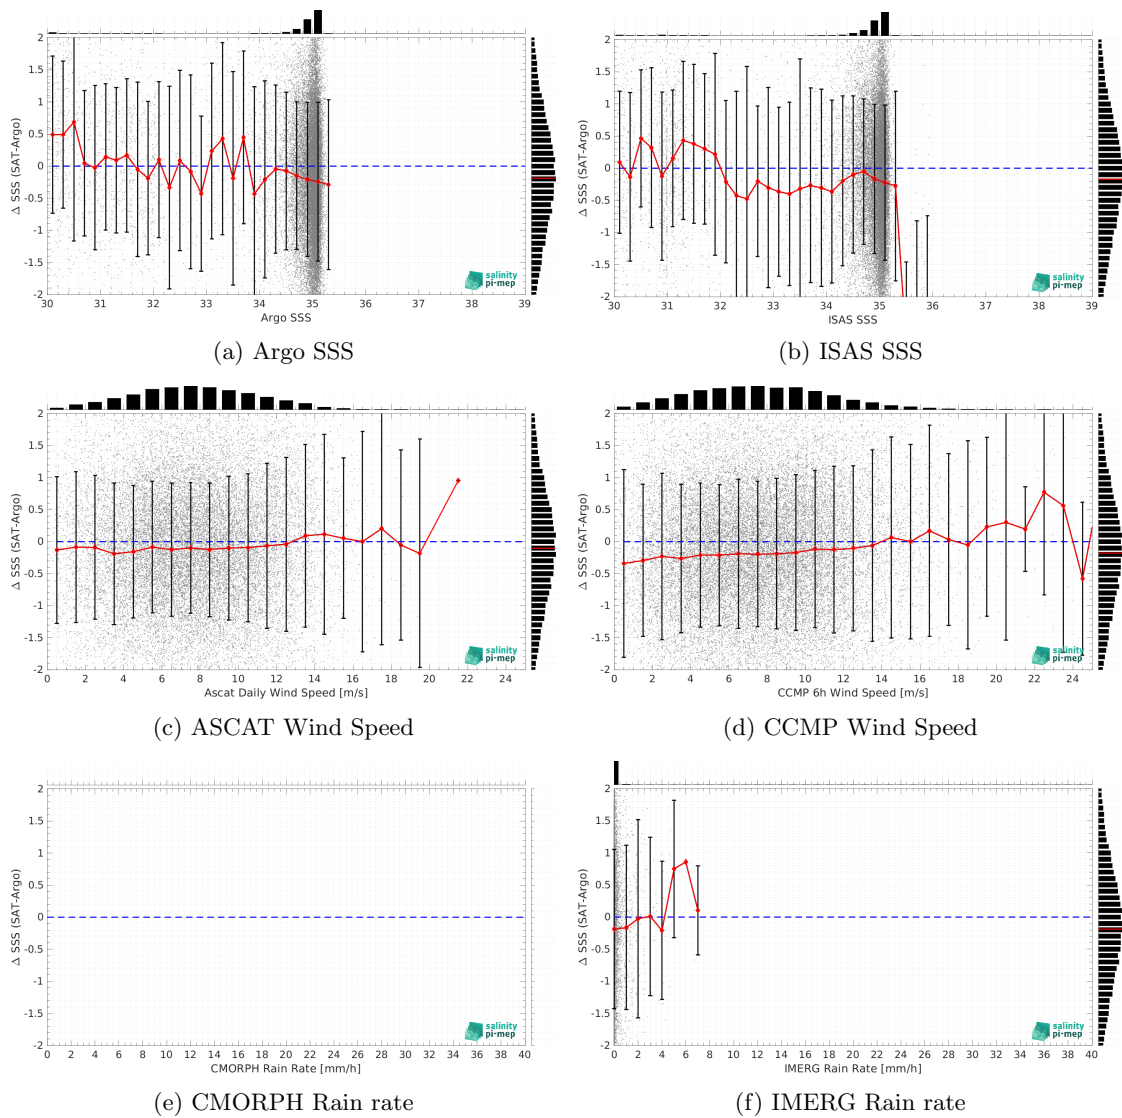 2
1.5
1
0.5
0
-0.5
-1
-1.5
-2
Δ SSS (SAT-Argo)
30 31 32 33 34 35 36 37 38 39
Argo SSS
salinity
pi-mep
(a) Argo SSS
2
1.5
1
0.5
0
-0.5
-1
-1.5
-2
Δ SSS (SAT-Argo)
30 31 32 33 34 35 36 37 38 39
ISAS SSS
salinity
pi-mep
(b) ISAS SSS
2
1.5
1
0.5
0
-0.5
-1
-1.5
-2
Δ SSS (SAT-Argo)
0 2 4 6 8 10 12 14 16 18 20 22 24
Ascat Daily Wind Speed [m/s]
salinity
pi-mep
(c) ASCAT Wind Speed
2
1.5
1
0.5
0
-0.5
-1
-1.5
-2
Δ SSS (SAT-Argo)
0 2 4 6 8 10 12 14 16 18 20 22 24
CCMP 6h Wind Speed [m/s]
salinity
pi-mep
(d) CCMP Wind Speed
2
1.5
1
0.5
0
-0.5
-1
-1.5
-2
Δ SSS (SAT-Argo)
0 2 4 6 8 10 12 14 16 18 20 22 24 26 28 30 32 34 36 38 40
CMORPH Rain Rate [mm/h]
salinity
pi-mep
(e) CMORPH Rain rate
2
1.5
1
0.5
0
-0.5
-1
-1.5
-2
Δ SSS (SAT-Argo)
0 2 4 6 8 10 12 14 16 18 20 22 24 26 28 30 32 34 36 38 40
IMERG Rain Rate [mm/h]
salinity
pi-mep
(f) IMERG Rain rate